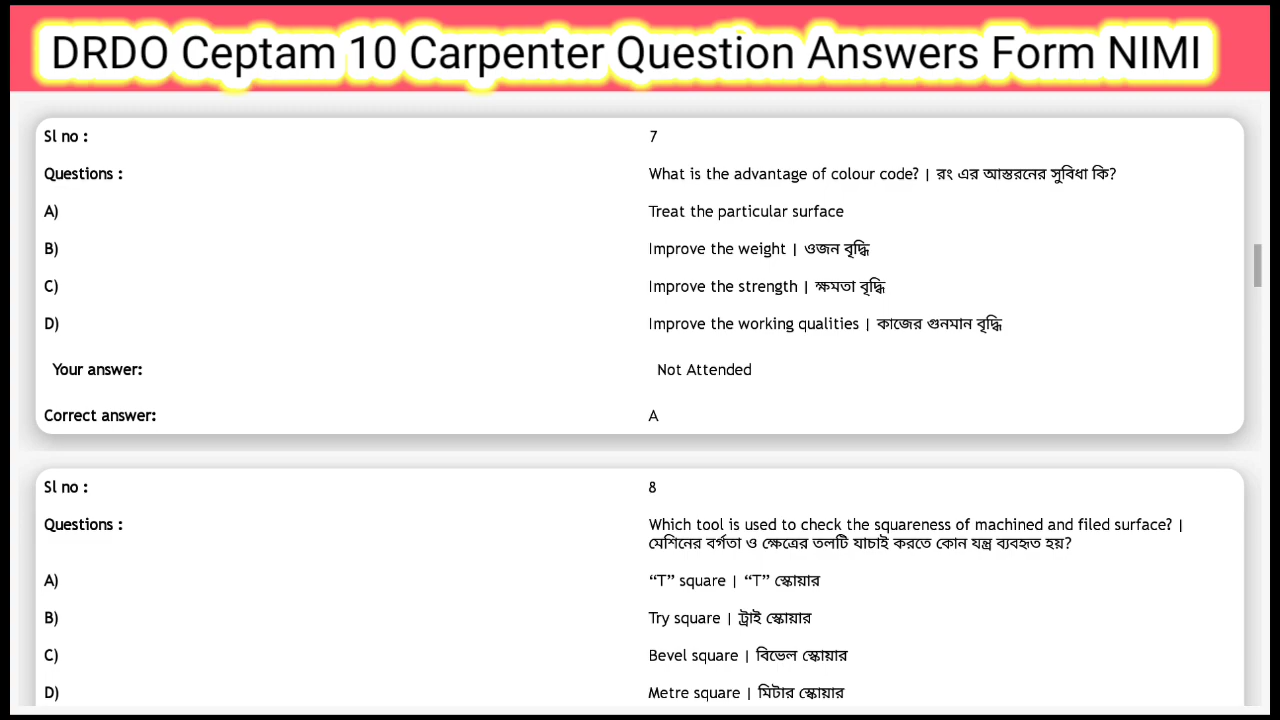 DRDO Ceptam 10 Carpenter Question Answers Form NIMI
Sl no : 7
Questions : What is the advantage of colour code? | রং এর আস্তরনের সুবিধা কি?
A) Treat the particular surface
B) Improve the weight | ওজন বৃদ্ধি
C) Improve the strength | ক্ষমতা বৃদ্ধি
D) Improve the working qualities | কাজের গুনমান বৃদ্ধি
Your answer: Not Attended
Correct answer: A
Sl no : 8
Questions : Which tool is used to check the squareness of machined and filed surface? |
মেশিনের বর্গতা ও ক্ষেত্রের তলটি যাচাই করতে কোন যন্ত্র ব্যবহৃত হয়?
A) “T” square | “T” স্কোয়ার
B) Try square | ট্রাই স্কোয়ার
C) Bevel square | বিভেল স্কোয়ার
D) Metre square | মিটার স্কোয়ার